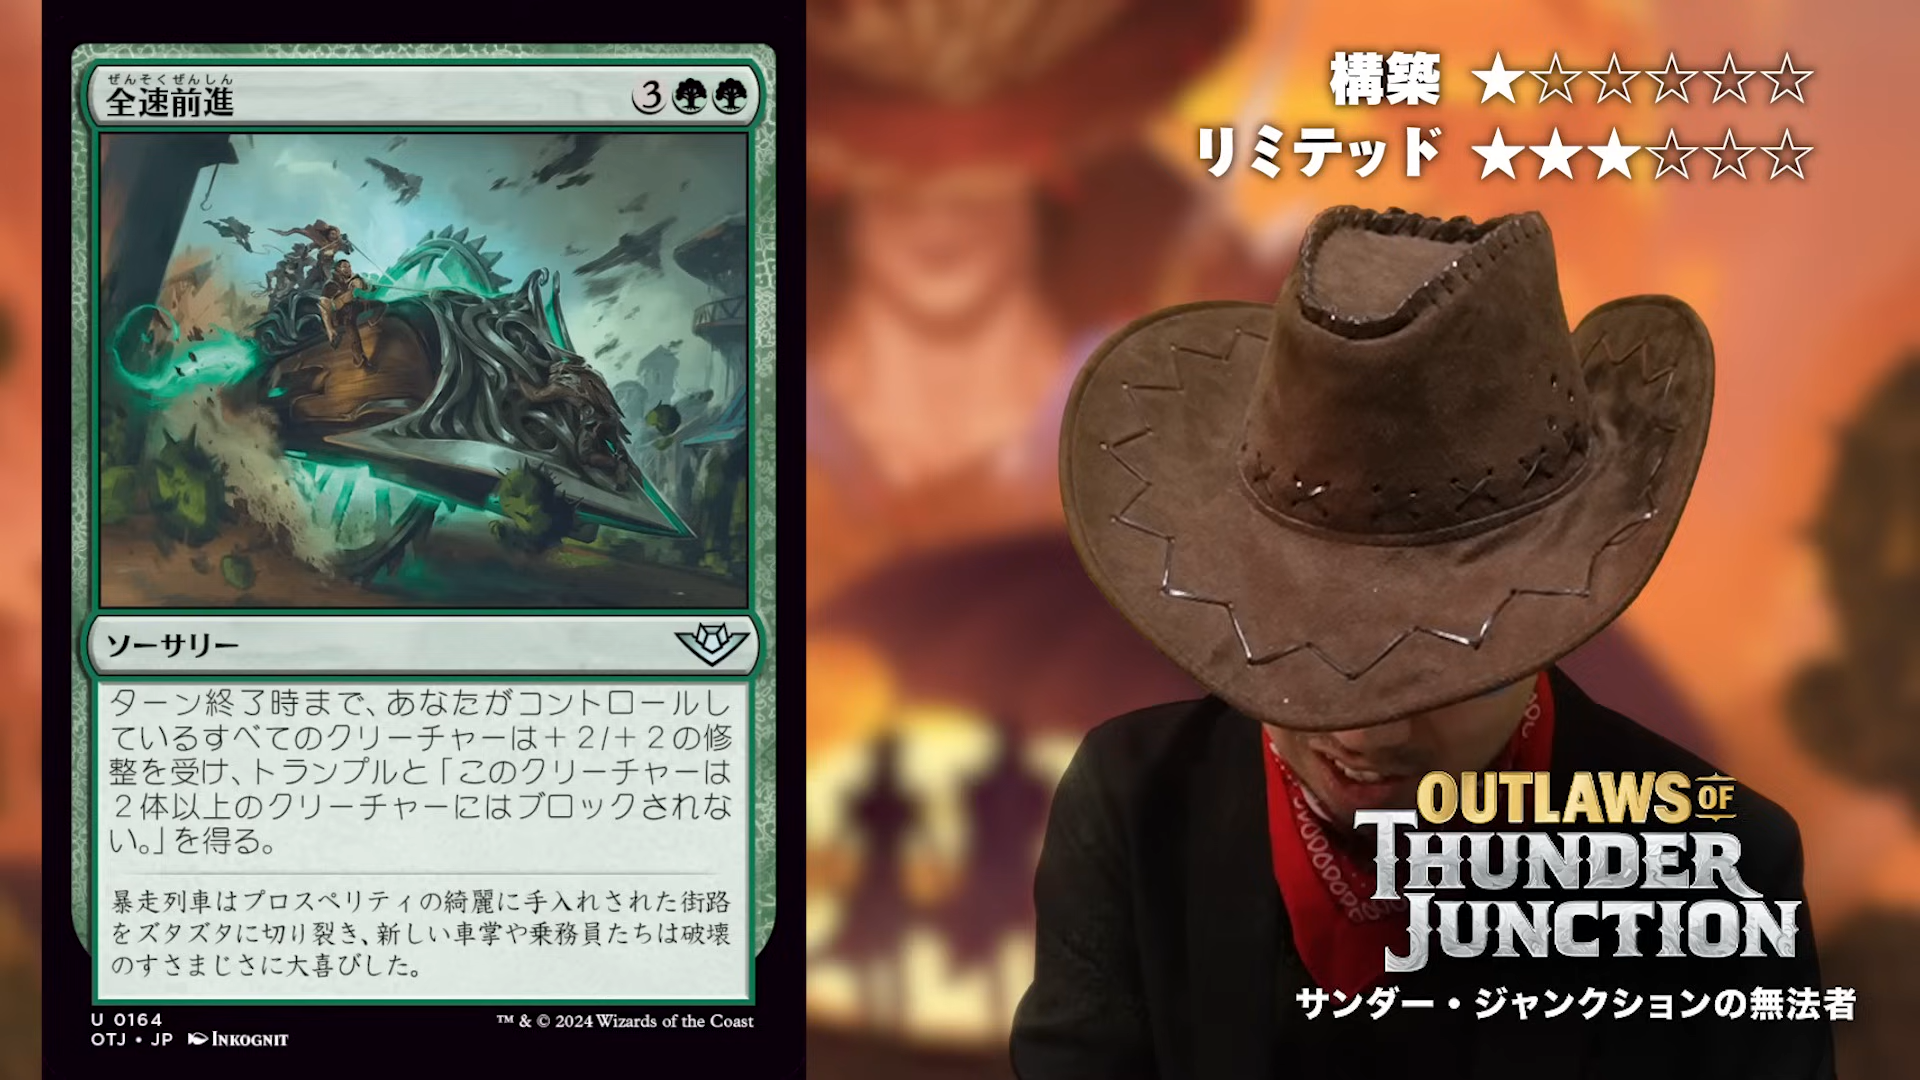 ぜんそくぜんしん
全速前進
3
ソーサリー
ターン終了時まで、あなたがコントロールし
ているすべてのクリーチャーは+2/+2の修
整を受け、トランプルと「このクリーチャーは
2体以上のクリーチャーにはブロックされな
い。」を得る。
暴走列車はプロスペリティの綺麗に手入れされた街路
をズタズタに切り裂き、新しい車掌や乗務員たちは破壊
のすさまじさに大喜びした。
U 0164
OTJ • JP INKOGNIT
™ & © 2024 Wizards of the Coast
構築 ★☆☆☆☆☆
リミテッド ★★★☆☆☆
OUTLAWS OF
THUNDER
JUNCTION
サンダー・ジャンクションの無法者